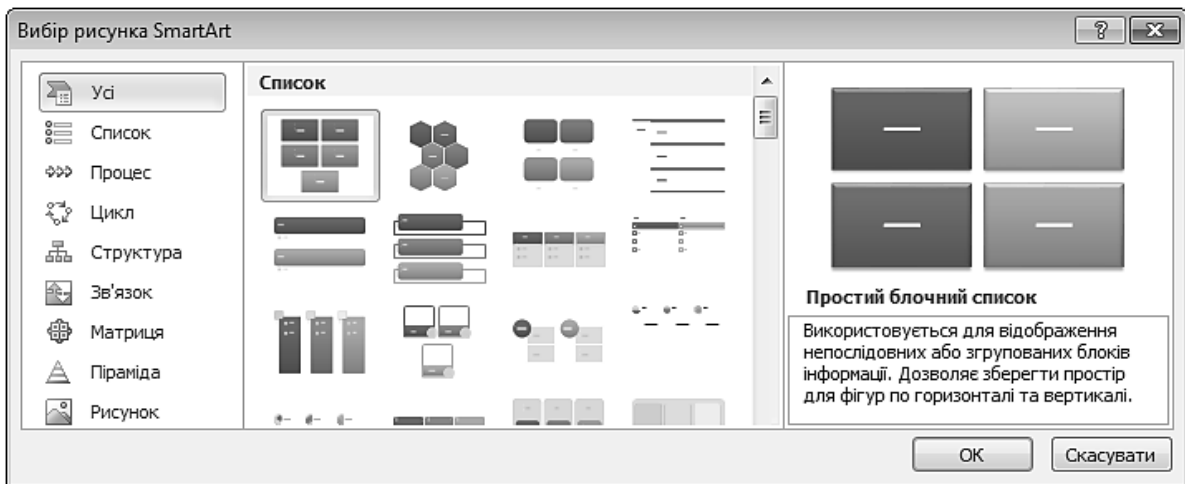 Вибір рисунка SmartArt
Усі
Список
Процес
Цикл
Структура
Зв'язок
Матриця
Піраміда
Рисунок
Список
Простий блочний список
Використовується для відображення
непослідовних або згрупованих блоків
інформації. Дозволяє зберегти простір
для фігур по горизонталі та вертикалі.
ОК
Скасувати